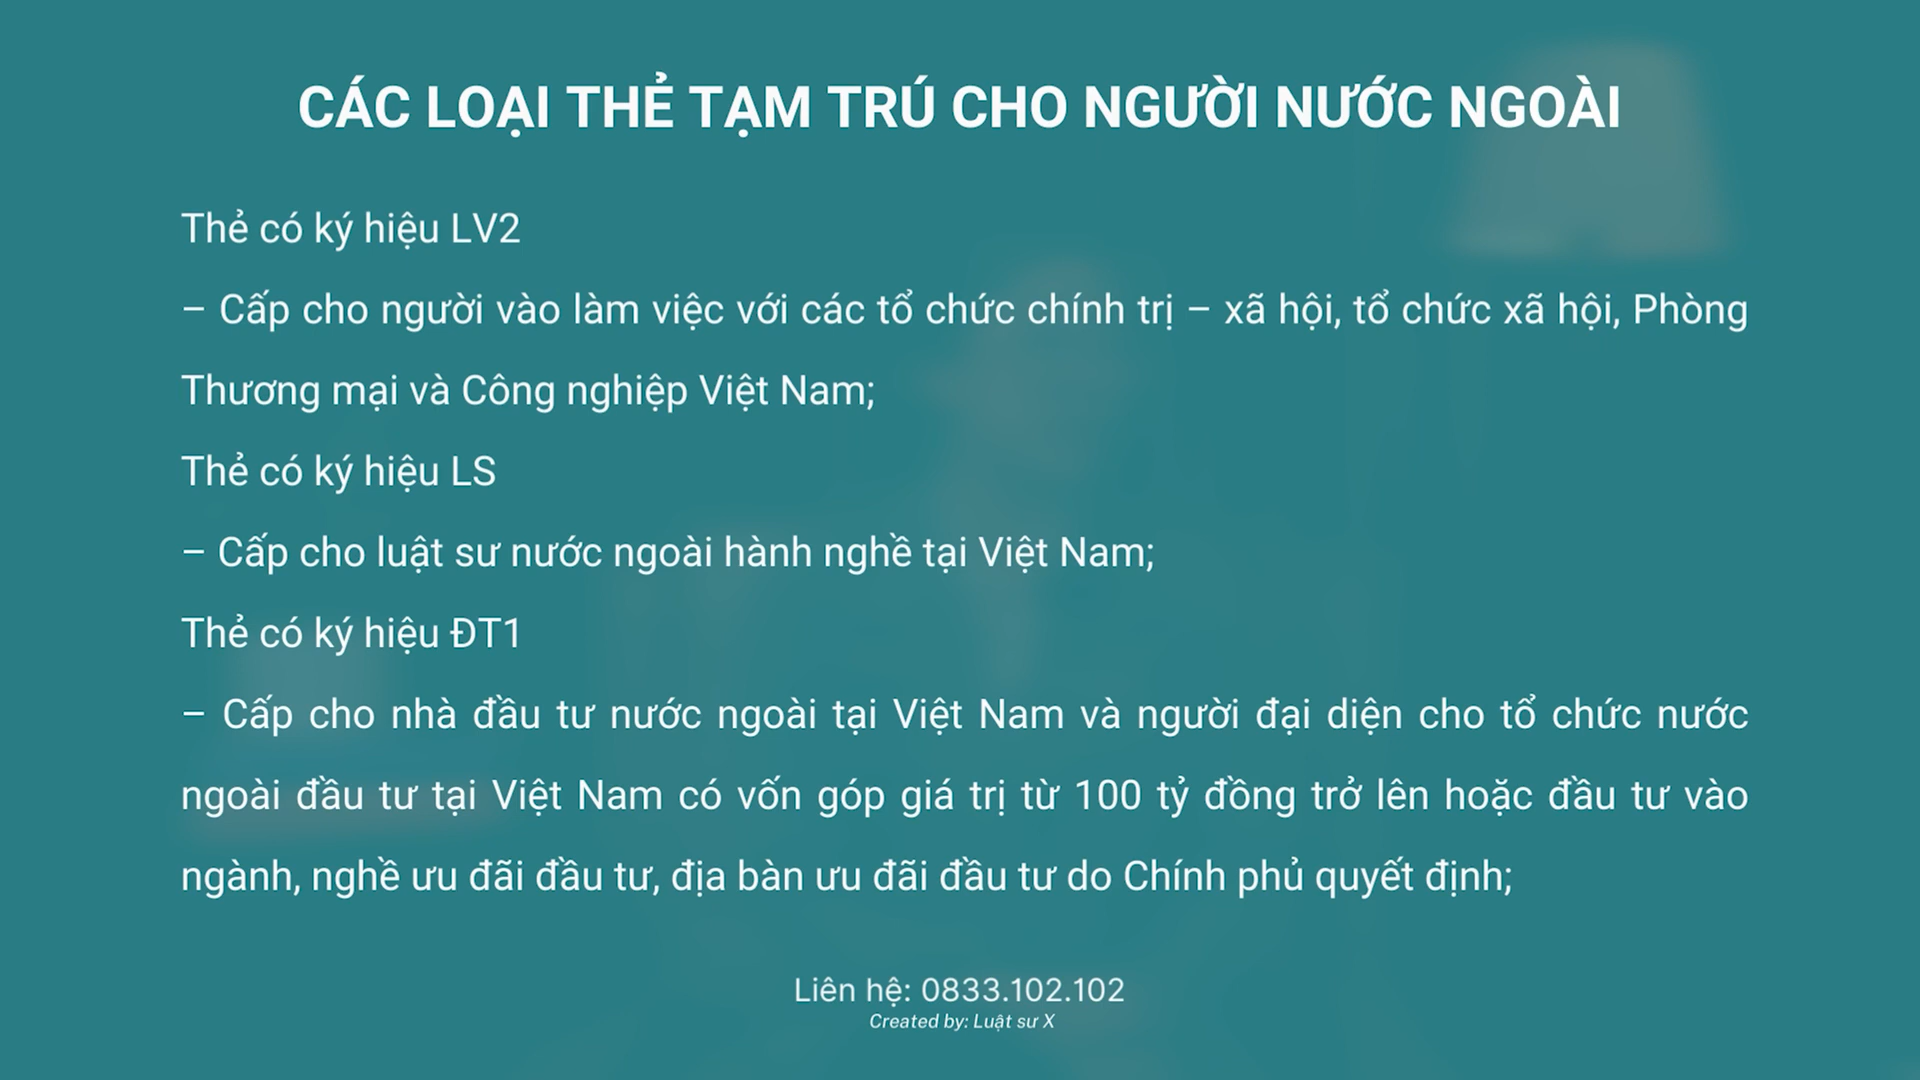 CÁC LOẠI THẺ TẠM TRÚ CHO NGƯỜI NƯỚC NGOÀI
Thẻ có ký hiệu LV2
– Cấp cho người vào làm việc với các tổ chức chính trị – xã hội, tổ chức xã hội, Phòng
Thương mại và Công nghiệp Việt Nam;
Thẻ có ký hiệu LS
– Cấp cho luật sư nước ngoài hành nghề tại Việt Nam;
Thẻ có ký hiệu ĐT1
– Cấp cho nhà đầu tư nước ngoài tại Việt Nam và người đại diện cho tổ chức nước
ngoài đầu tư tại Việt Nam có vốn góp giá trị từ 100 tỷ đồng trở lên hoặc đầu tư vào
ngành, nghề ưu đãi đầu tư, địa bàn ưu đãi đầu tư do Chính phủ quyết định;
Liên hệ: 0833.102.102
Created by: Luật sư X